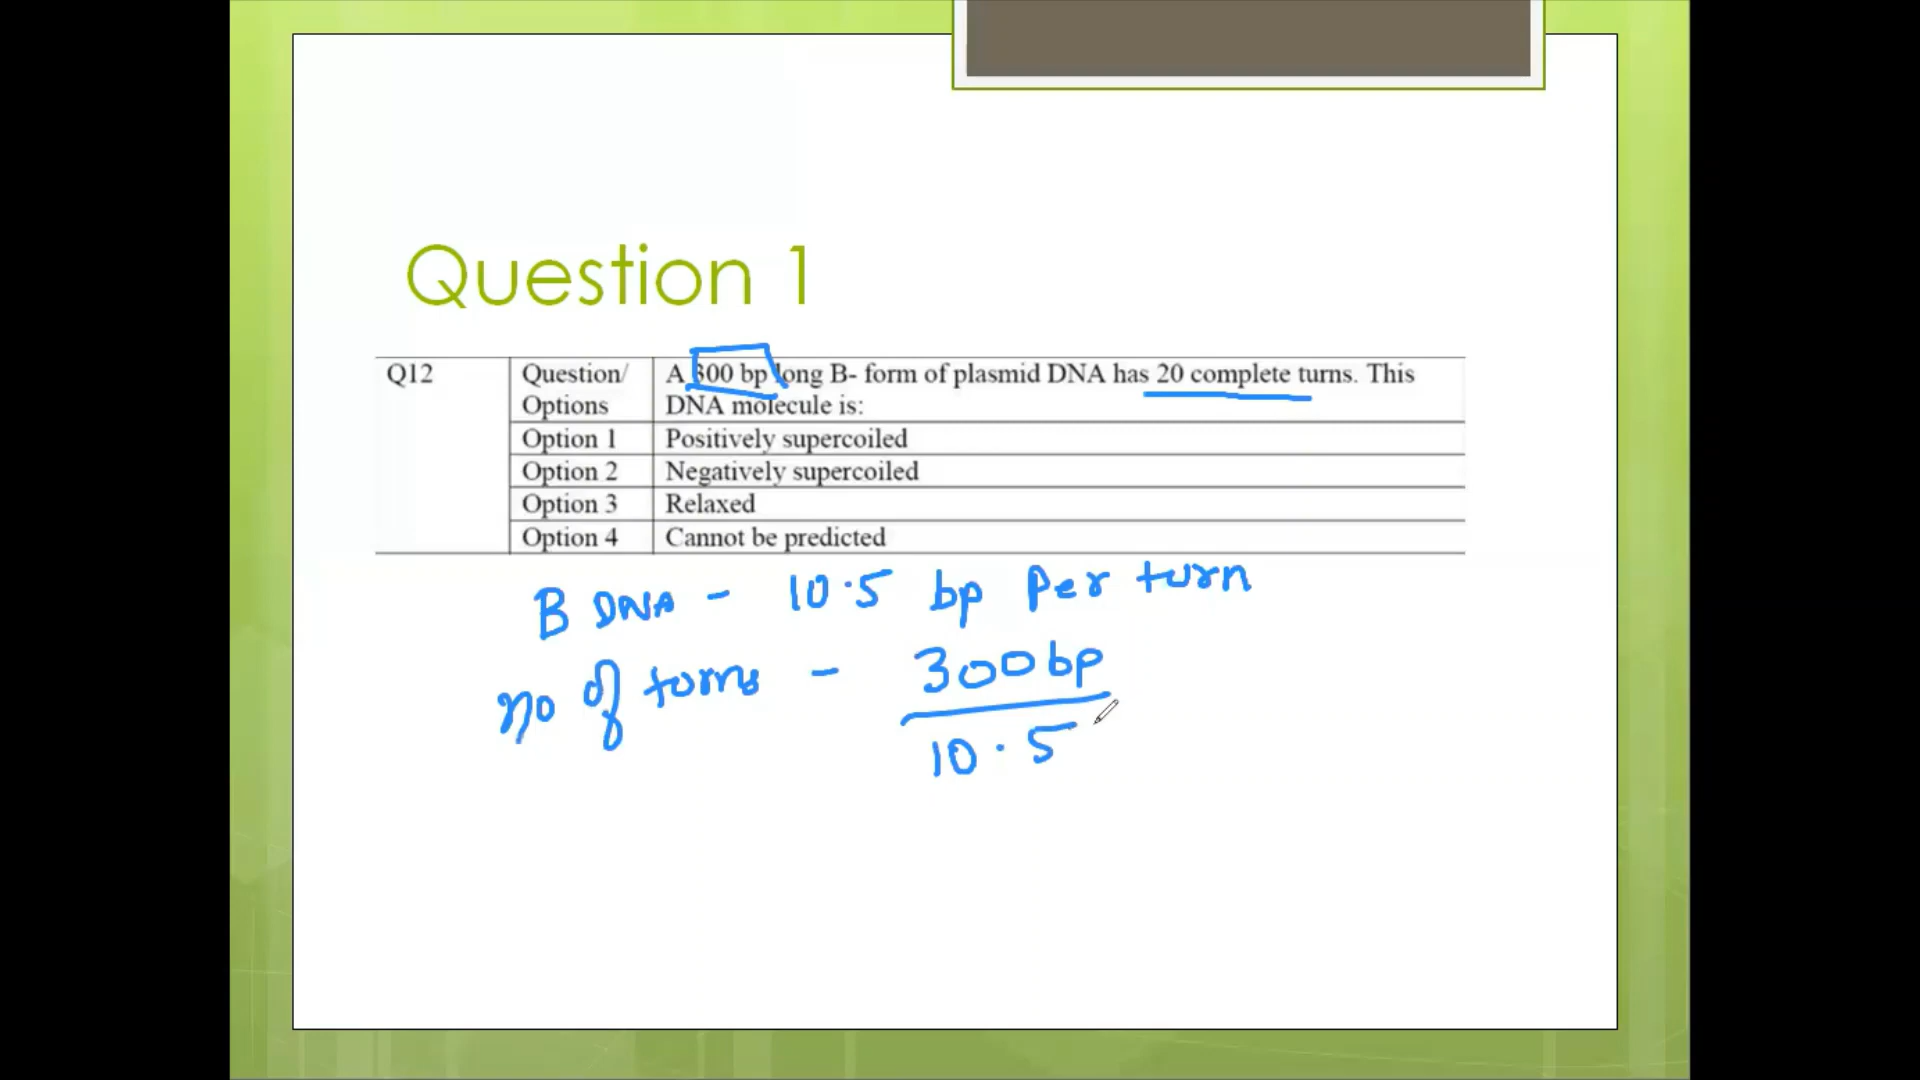 Question 1
Q12 Question/ A 300 bp long B- form of plasmid DNA has 20 complete turns. This
Options DNA molecule is:
Option 1 Positively supercoiled
Option 2 Negatively supercoiled
Option 3 Relaxed
Option 4 Cannot be predicted
B DNA - 10.5 bp Per turn
no of turns - 300 bp
10.5